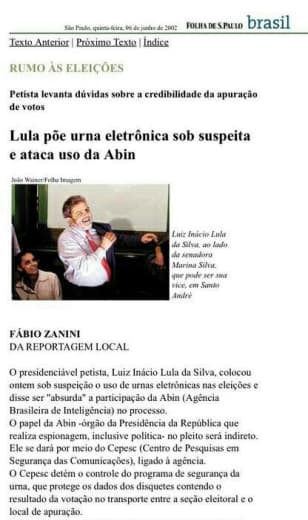 São Paulo, quinta-feira, 06 de junho de 2002 FOLHA DE S.PAULO brasil
Texto Anterior | Próximo Texto | Índice
RUMO ÀS ELEIÇÕES
Petista levanta dúvidas sobre a credibilidade da apuração
de votos
Lula põe urna eletrônica sob suspeita
e ataca uso da Abin
João Wainer/Folha Imagem
Luiz Inácio Lula
da Silva, ao lado
da senadora
Marina Silva,
que pode ser sua
vice, em Santo
André
FÁBIO ZANINI
DA REPORTAGEM LOCAL
O presidenciável petista, Luiz Inácio Lula da Silva, colocou
ontem sob suspeição o uso de urnas eletrônicas nas eleições e
disse ser "absurda" a participação da Abin (Agência
Brasileira de Inteligência) no processo.
O papel da Abin -órgão da Presidência da República que
realiza espionagem, inclusive política- no pleito será indireto.
Ele se dará por meio do Cepesc (Centro de Pesquisas em
Segurança das Comunicações), ligado à agência.
O Cepesc detém o controle do programa de segurança da
urna, que protege os dados dos disquetes contendo o
resultado da votação no transporte entre a seção eleitoral e o
local de apuração.